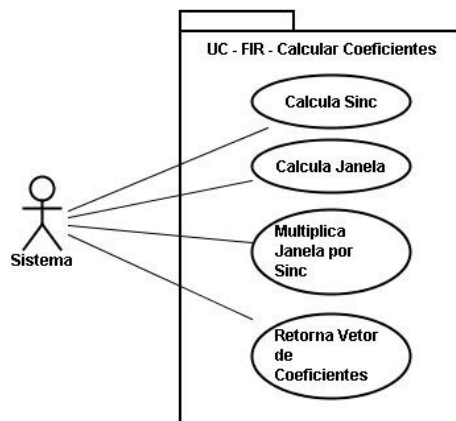 UC - FIR - Calcular Coeficientes
Calcula Sinc
Calcula Janela
Multiplica
Janela por
Sinc
Sistema
Retorna Vetor
de
Coeficientes